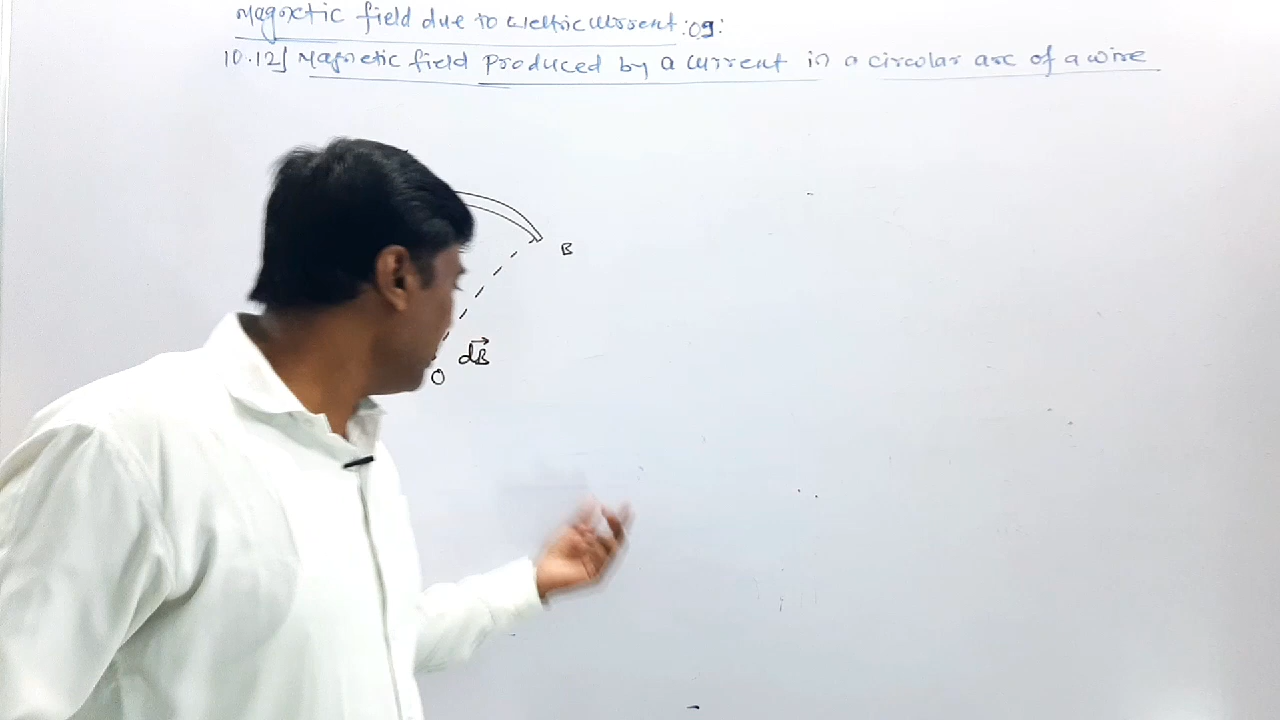 Magnetic field due to electric current:09:
10.12] Magnetic field produced by a current in a circular arc of a wire
B
dB
O